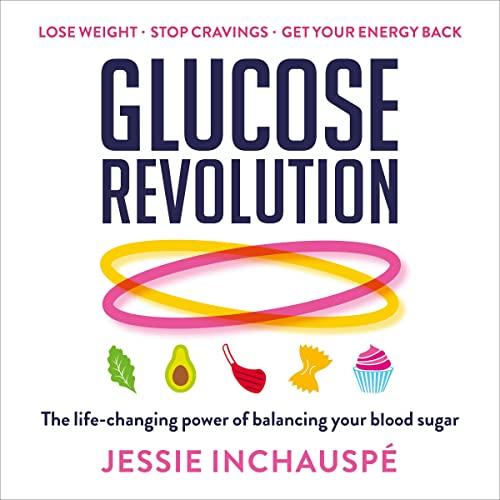 LOSE WEIGHT · STOP CRAVINGS · GET YOUR ENERGY BACK
GLUCOSE
REVOLUTION
The life-changing power of balancing your blood sugar
JESSIE INCHAUSPÉ